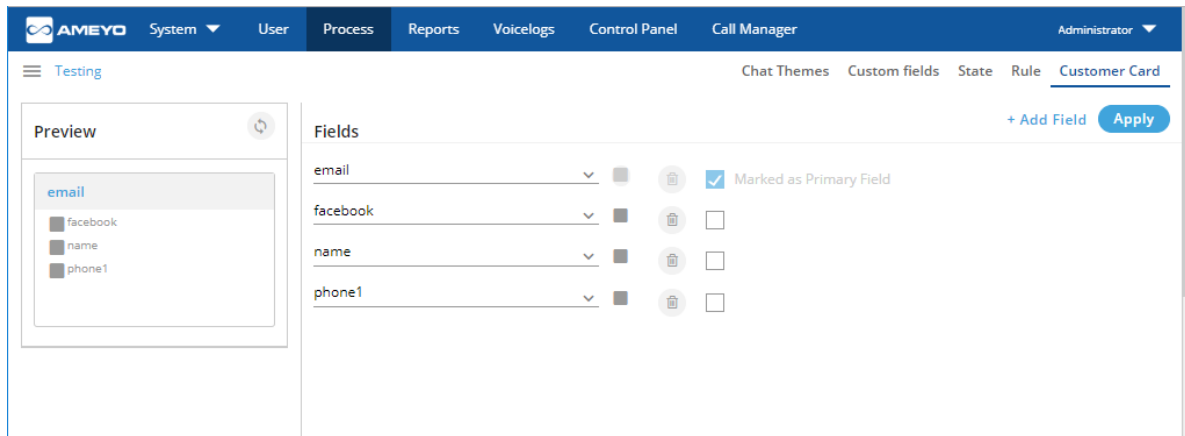 AMEYO System User Process Reports Voicelogs Control Panel Call Manager Administrator
Testing Chat Themes Custom fields State Rule Customer Card
Preview
email
facebook
name
phone1
Fields + Add Field Apply
email Marked as Primary Field
facebook
name
phone1